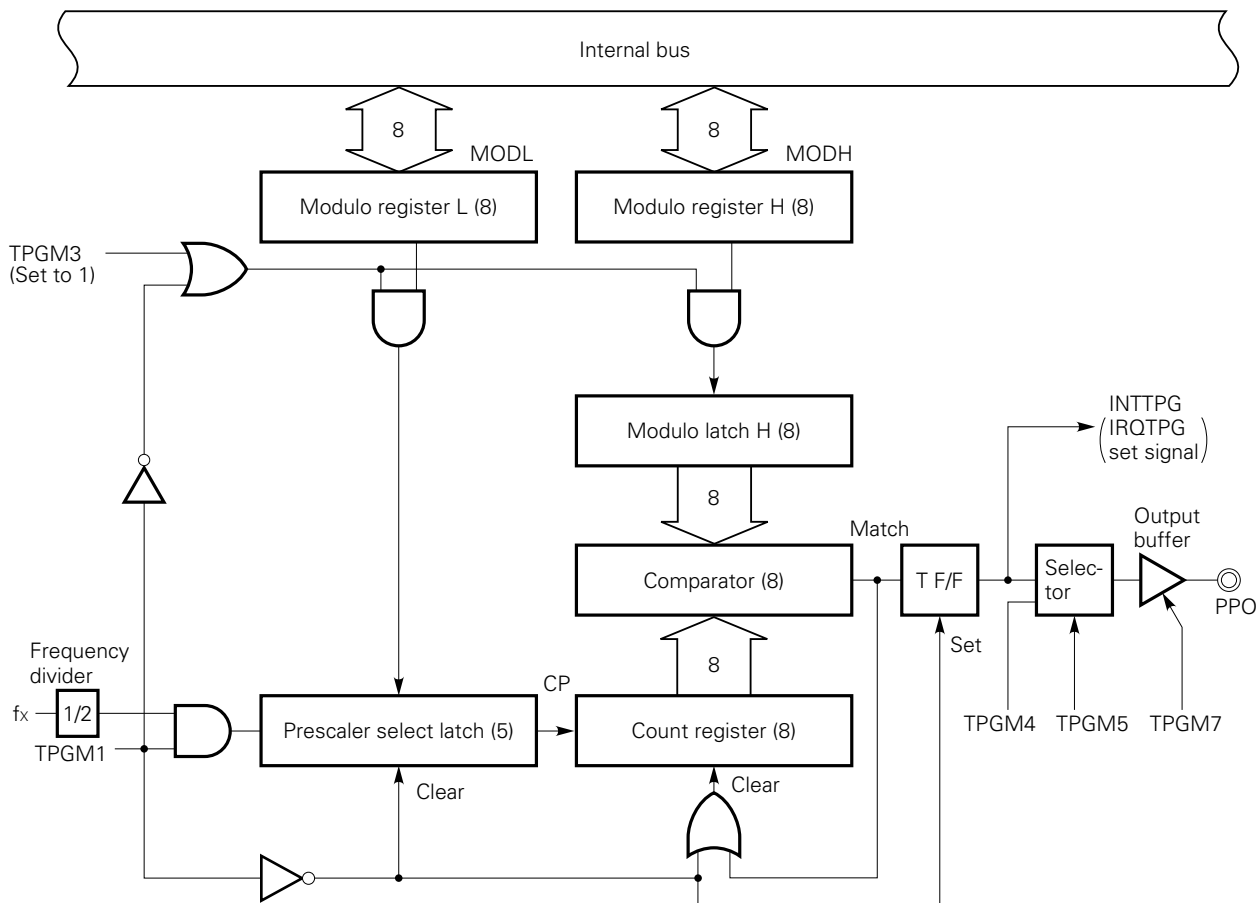 Internal bus
8
8
MODL
MODH
Modulo register L (8)
Modulo register H (8)
TPGM3
(Set to 1)
Modulo latch H (8)
INTTPG
IRQTPG
set signal
8
Match
Output
buffer
Comparator (8)
T F/F
Selec-
tor
PPO
8
Set
Frequency
divider
CP
fX
1/2
Prescaler select latch (5)
Count register (8)
TPGM4
TPGM5
TPGM7
TPGM1
Clear
Clear